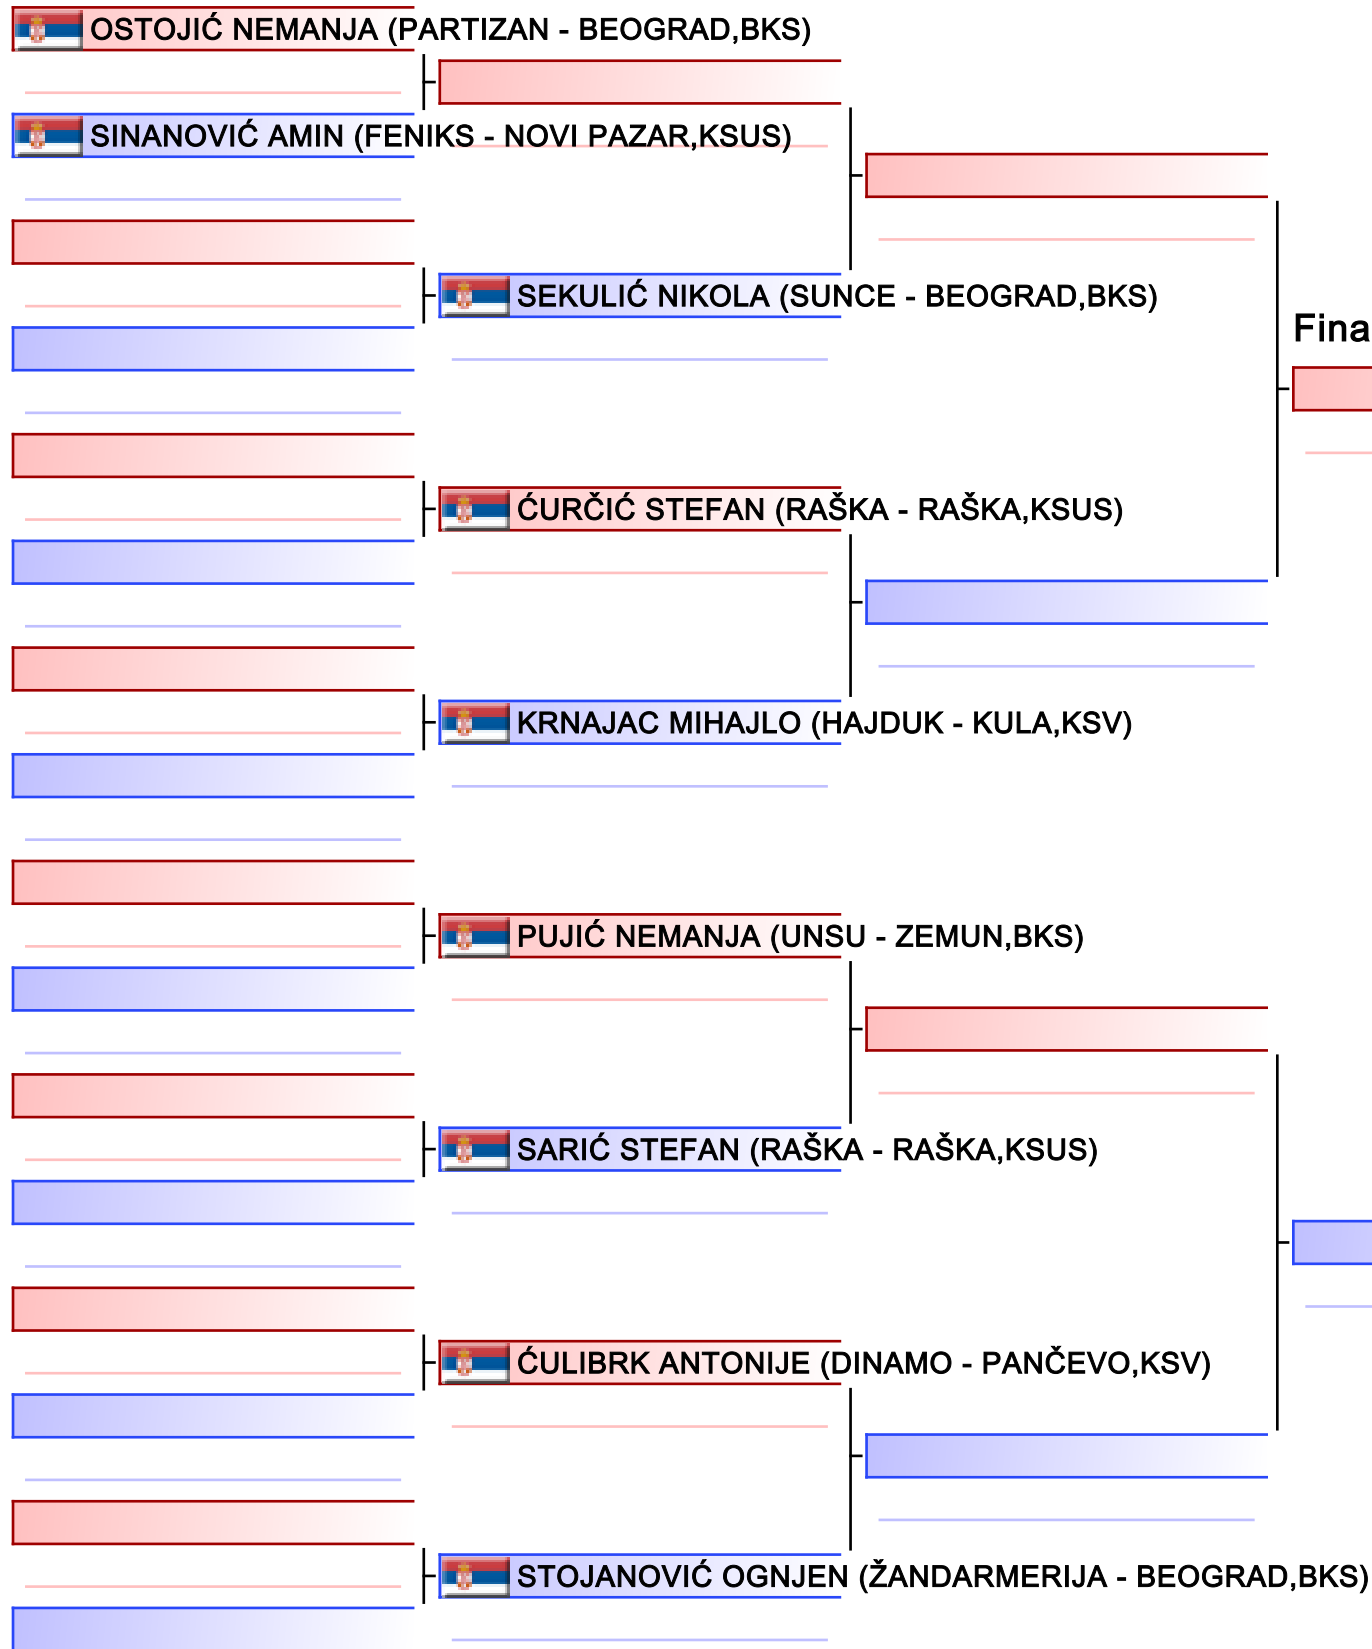 OSTOJIĆ NEMANJA (PARTIZAN - BEOGRAD,BKS)
SINANOVIĆ AMIN (FENIKS - NOVI PAZAR,KSUS)
SEKULIĆ NIKOLA (SUNCE - BEOGRAD,BKS)
Fina
ĆURČIĆ STEFAN (RAŠKA - RAŠKA,KSUS)
KRNAJAC MIHAJLO (HAJDUK - KULA,KSV)
PUJIĆ NEMANJA (UNSU - ZEMUN,BKS)
SARIĆ STEFAN (RAŠKA - RAŠKA,KSUS)
ĆULIBRK ANTONIJE (DINAMO - PANČEVO,KSV)
STOJANOVIĆ OGNJEN (ŽANDARMERIJA - BEOGRAD,BKS)